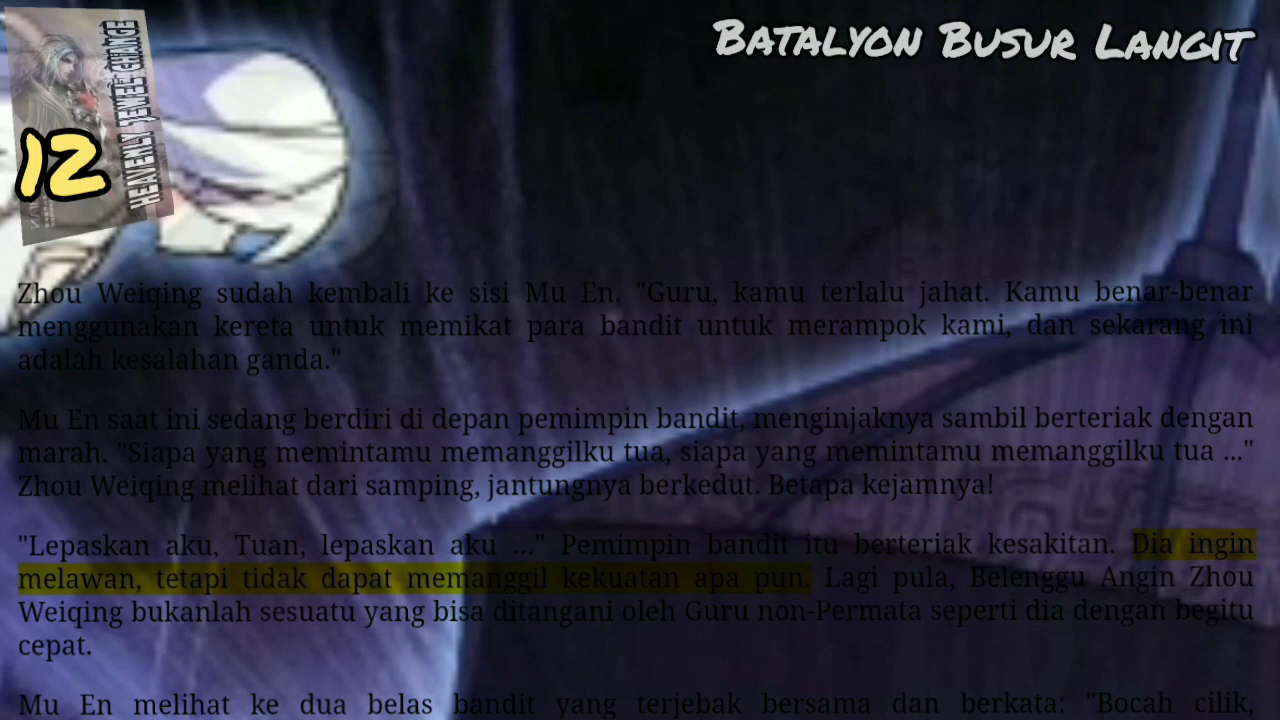 Batalyon Busur Langit
HEAVENLY JEWEL CHANGE
12
Zhou Weiqing sudah kembali ke sisi Mu En. "Guru, kamu terlalu jahat. Kamu benar-benar
menggunakan kereta untuk memikat para bandit untuk merampok kami, dan sekarang ini
adalah kesalahan ganda."
Mu En saat ini sedang berdiri di depan pemimpin bandit, menginjaknya sambil berteriak dengan
marah. "Siapa yang memintamu memanggilku tua, siapa yang memintamu memanggilku tua ..."
Zhou Weiqing melihat dari samping, jantungnya berkedut. Betapa kejamnya!
"Lepaskan aku, Tuan, lepaskan aku ..." Pemimpin bandit itu berteriak kesakitan. Dia ingin
melawan, tetapi tidak dapat memanggil kekuatan apa pun. Lagi pula, Belenggu Angin Zhou
Weiqing bukanlah sesuatu yang bisa ditangani oleh Guru non-Permata seperti dia dengan begitu
cepat.
Mu En melihat ke dua belas bandit yang terjebak bersama dan berkata: "Bocah cilik,